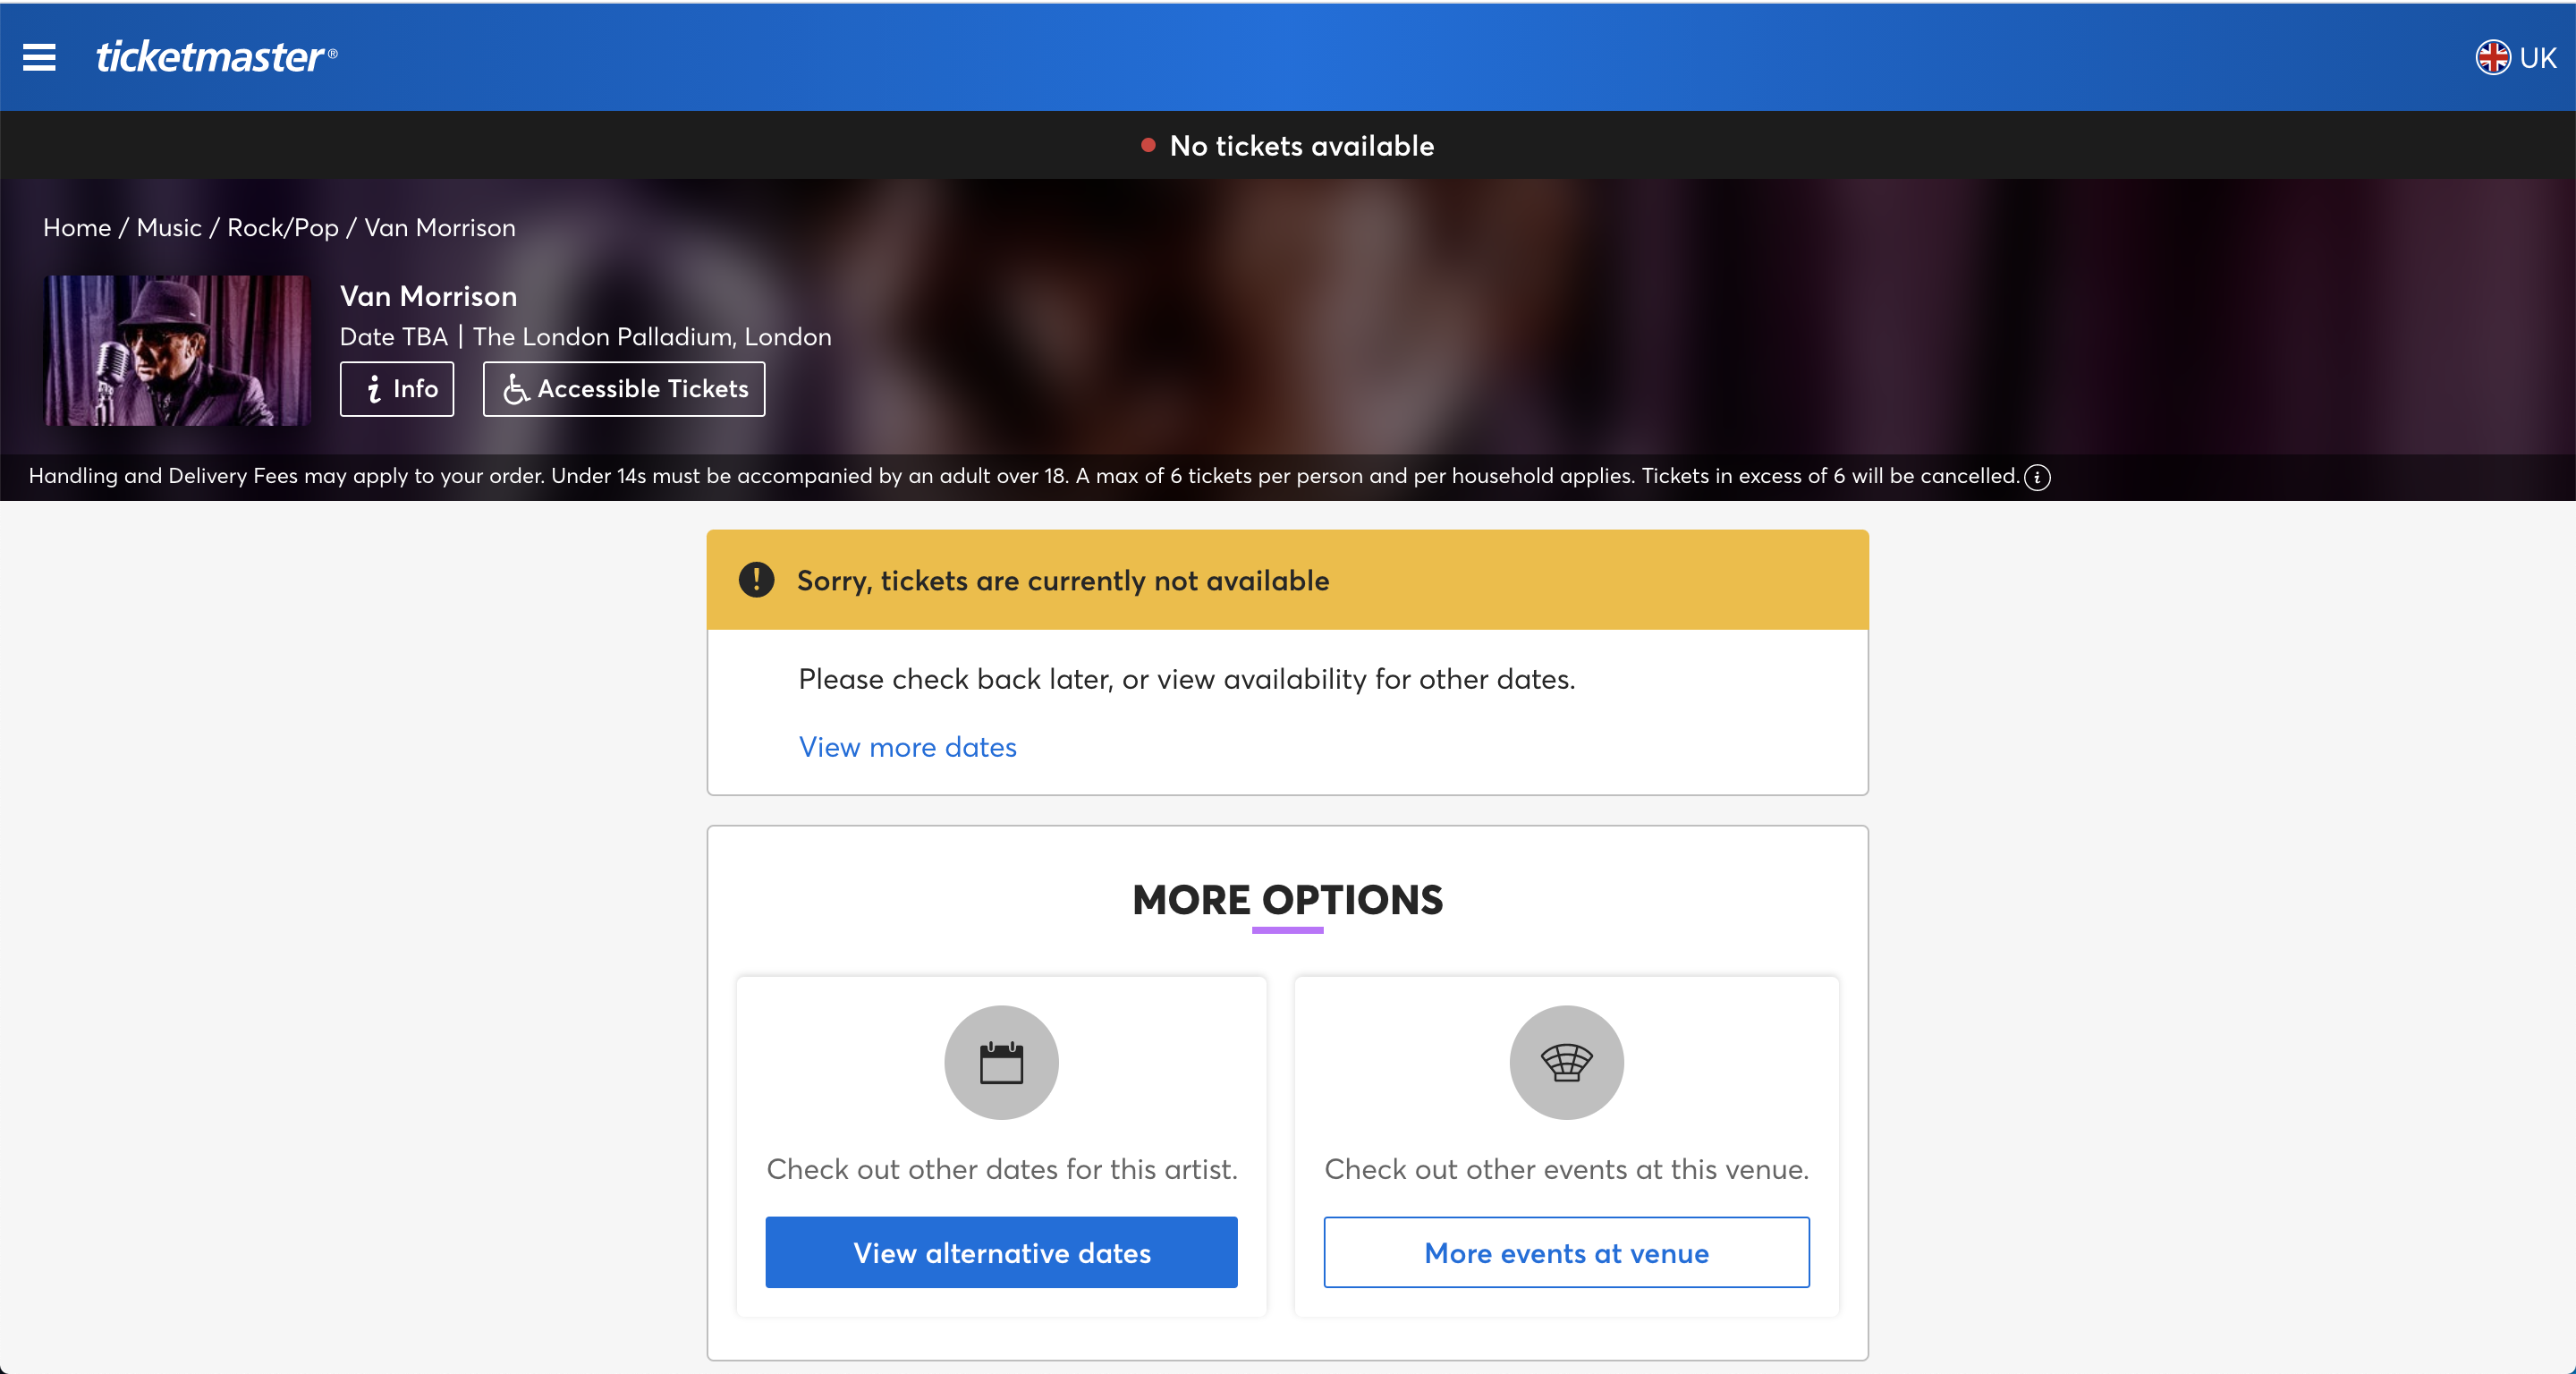 ticketmaster®
UK
No tickets available
Home / Music / Rock/Pop / Van Morrison
Van Morrison
Date TBA | The London Palladium, London
Info
Accessible Tickets
Handling and Delivery Fees may apply to your order. Under 14s must be accompanied by an adult over 18. A max of 6 tickets per person and per household applies. Tickets in excess of 6 will be cancelled.
Sorry, tickets are currently not available
Please check back later, or view availability for other dates.
View more dates
MORE OPTIONS
Check out other dates for this artist.
View alternative dates
Check out other events at this venue.
More events at venue